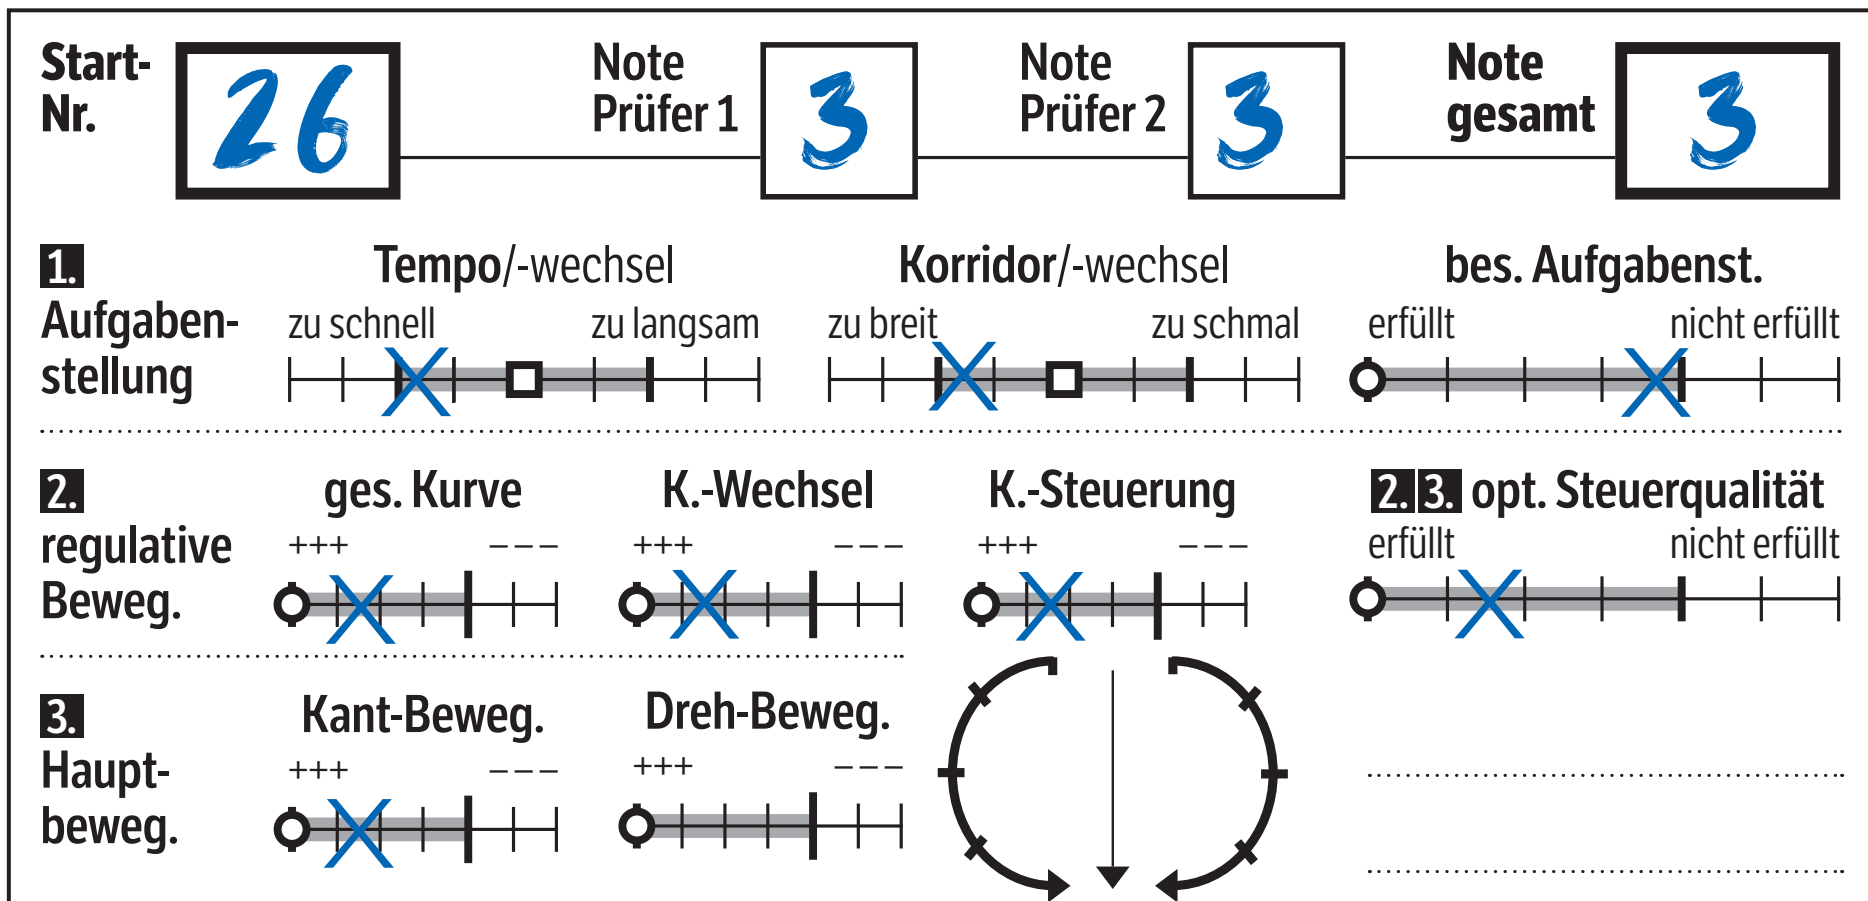 Start-Nr. 26 Note Prüfer 1 3 Note Prüfer 2 3 Note gesamt 3
1. Aufgaben-stellung
Tempo/-wechsel
zu schnell zu langsam
Korridor/-wechsel
zu breit zu schmal
bes. Aufgabenst.
erfüllt nicht erfüllt
2. regulative Beweg.
ges. Kurve
+++ – – –
K.-Wechsel
+++ – – –
K.-Steuerung
+++ – – –
2. 3. opt. Steuerqualität
erfüllt nicht erfüllt
3. Haupt-beweg.
Kant-Beweg.
+++ – – –
Dreh-Beweg.
+++ – – –